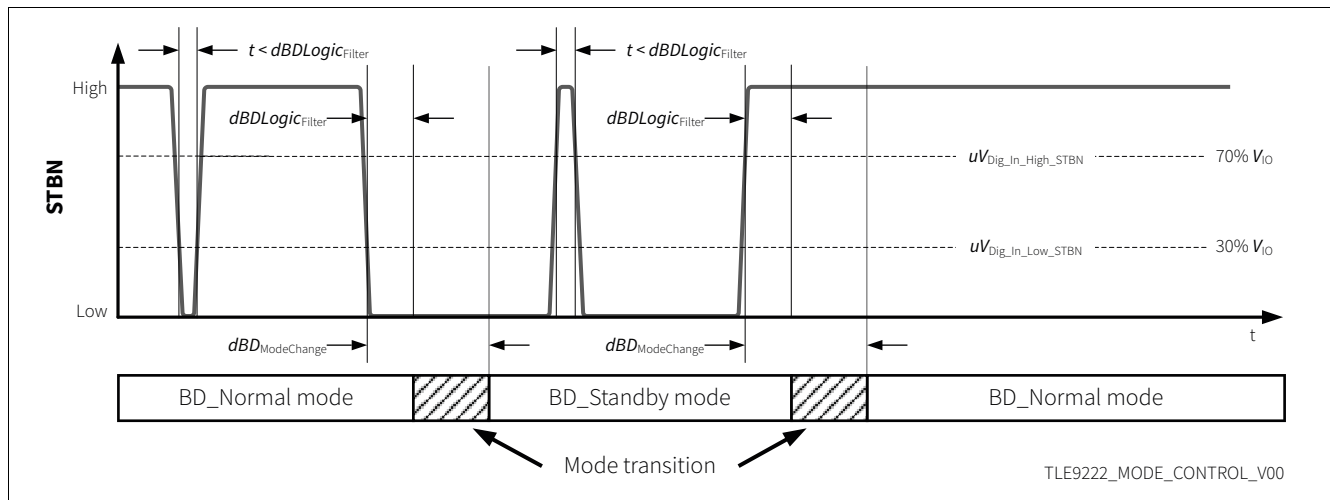 t < dBDLogicFilter t < dBDLogicFilter
High
dBDLogicFilter dBDLogicFilter
uVDig_In_High_STBN 70% VIO
STBN
uVDig_In_Low_STBN 30% VIO
Low
t
dBDModeChange dBDModeChange
BD_Normal mode BD_Standby mode BD_Normal mode
Mode transition
TLE9222_MODE_CONTROL_V00